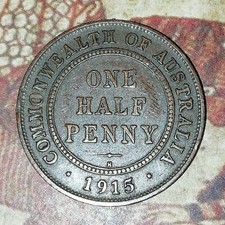 COMMONWEALTH OF AUSTRALIA
ONE
HALF
PENNY
H
· 1915 ·